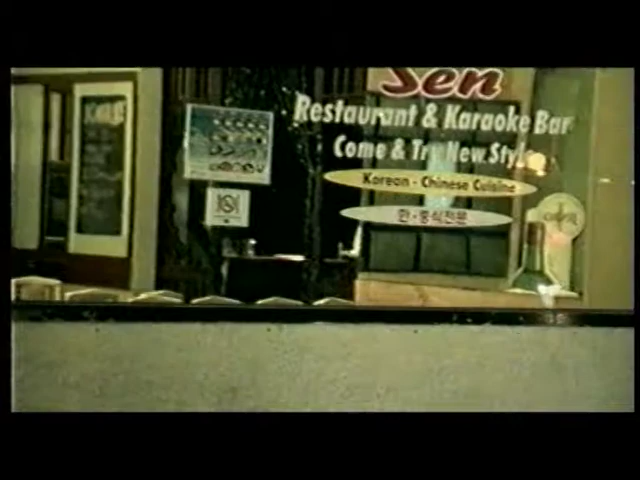 Sen
Restaurant & Karaoke Bar
Come & Try New Style
Korean - Chinese Cuisine
한·중식전문